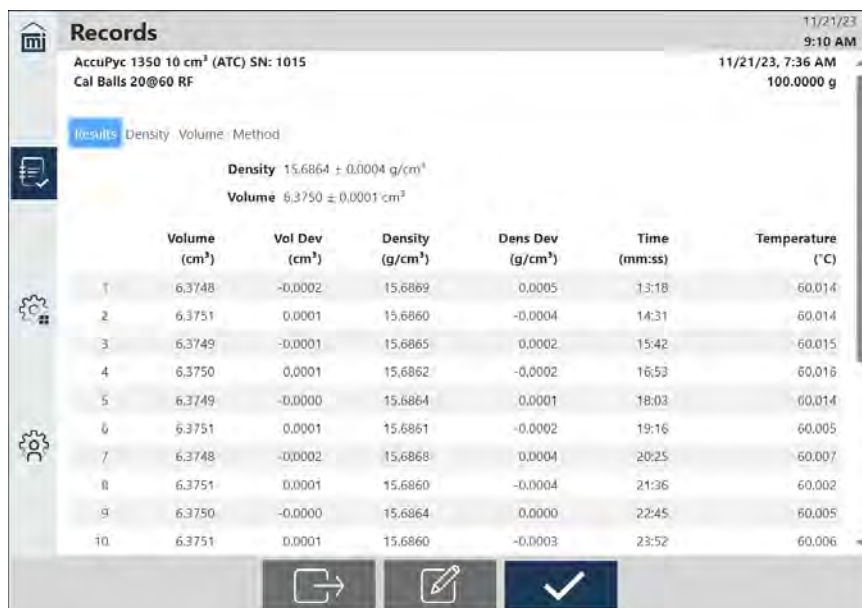 mi
Records
11/21/23
9:10 AM
AccuPyc 1350 10 cm³ (ATC) SN: 1015
11/21/23, 7:36 AM
Cal Balls 20@60 RF
100.0000 g
Results Density Volume Method
Density 15.6864 ± 0.0004 g/cm³
Volume 6.3750 ± 0.0001 cm³
Volume Vol Dev Density Dens Dev Time Temperature
(cm³) (cm³) (g/cm³) (g/cm³) (mm:ss) (°C)
1 6.3748 -0.0002 15.6869 0.0005 13:18 60.014
2 6.3751 0.0001 15.6860 -0.0004 14:31 60.014
3 6.3749 -0.0001 15.6865 0.0002 15:42 60.015
4 6.3750 0.0001 15.6862 -0.0002 16:53 60.016
5 6.3749 -0.0000 15.6864 0.0001 18:03 60.014
6 6.3751 0.0001 15.6861 -0.0002 19:16 60.005
7 6.3748 -0.0002 15.6868 0.0004 20:25 60.007
8 6.3751 0.0001 15.6860 -0.0004 21:36 60.002
9 6.3750 -0.0000 15.6864 0.0000 22:45 60.005
10 6.3751 0.0001 15.6860 -0.0003 23:52 60.006